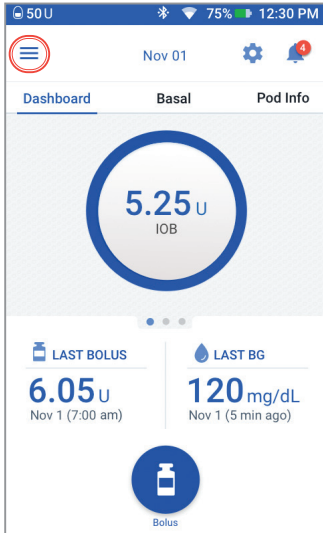 50U 75% 12:30 PM
Nov 01 4
Dashboard Basal Pod Info
5.25 U
IOB
LAST BOLUS LAST BG
6.05 U 120 mg/dL
Nov 1 (7:00 am) Nov 1 (5 min ago)
Bolus